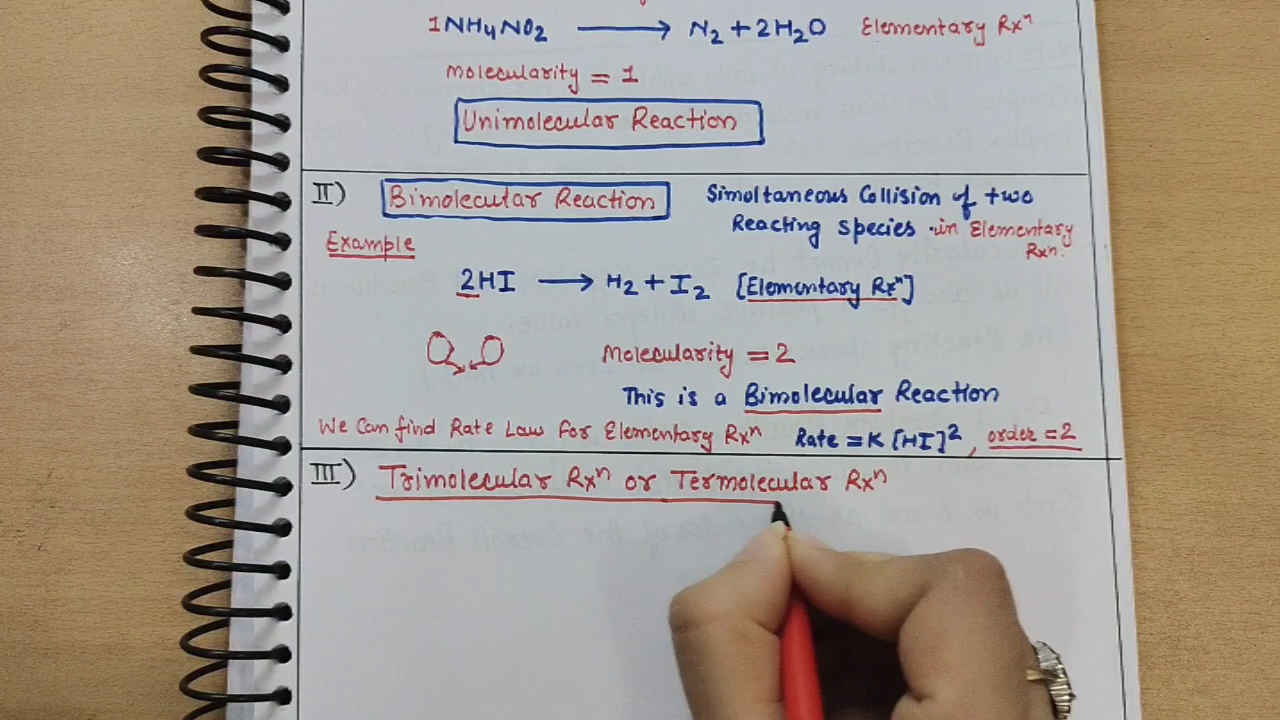 1NH4NO2 ⟶ N2 + 2H2O Elementary Rxⁿ
Molecularity = 1
Unimolecular Reaction
II) Bimolecular Reaction Simoltaneous Collision of two
Reacting species in Elementary
Rxn.
Example
2HI ⟶ H2 + I2 [Elementary Rxⁿ]
Molecularity = 2
This is a Bimolecular Reaction
We Can find Rate Law For Elementary Rxⁿ Rate = K [HI]², order = 2
III) Trimolecular Rxⁿ or Termolecular Rxⁿ